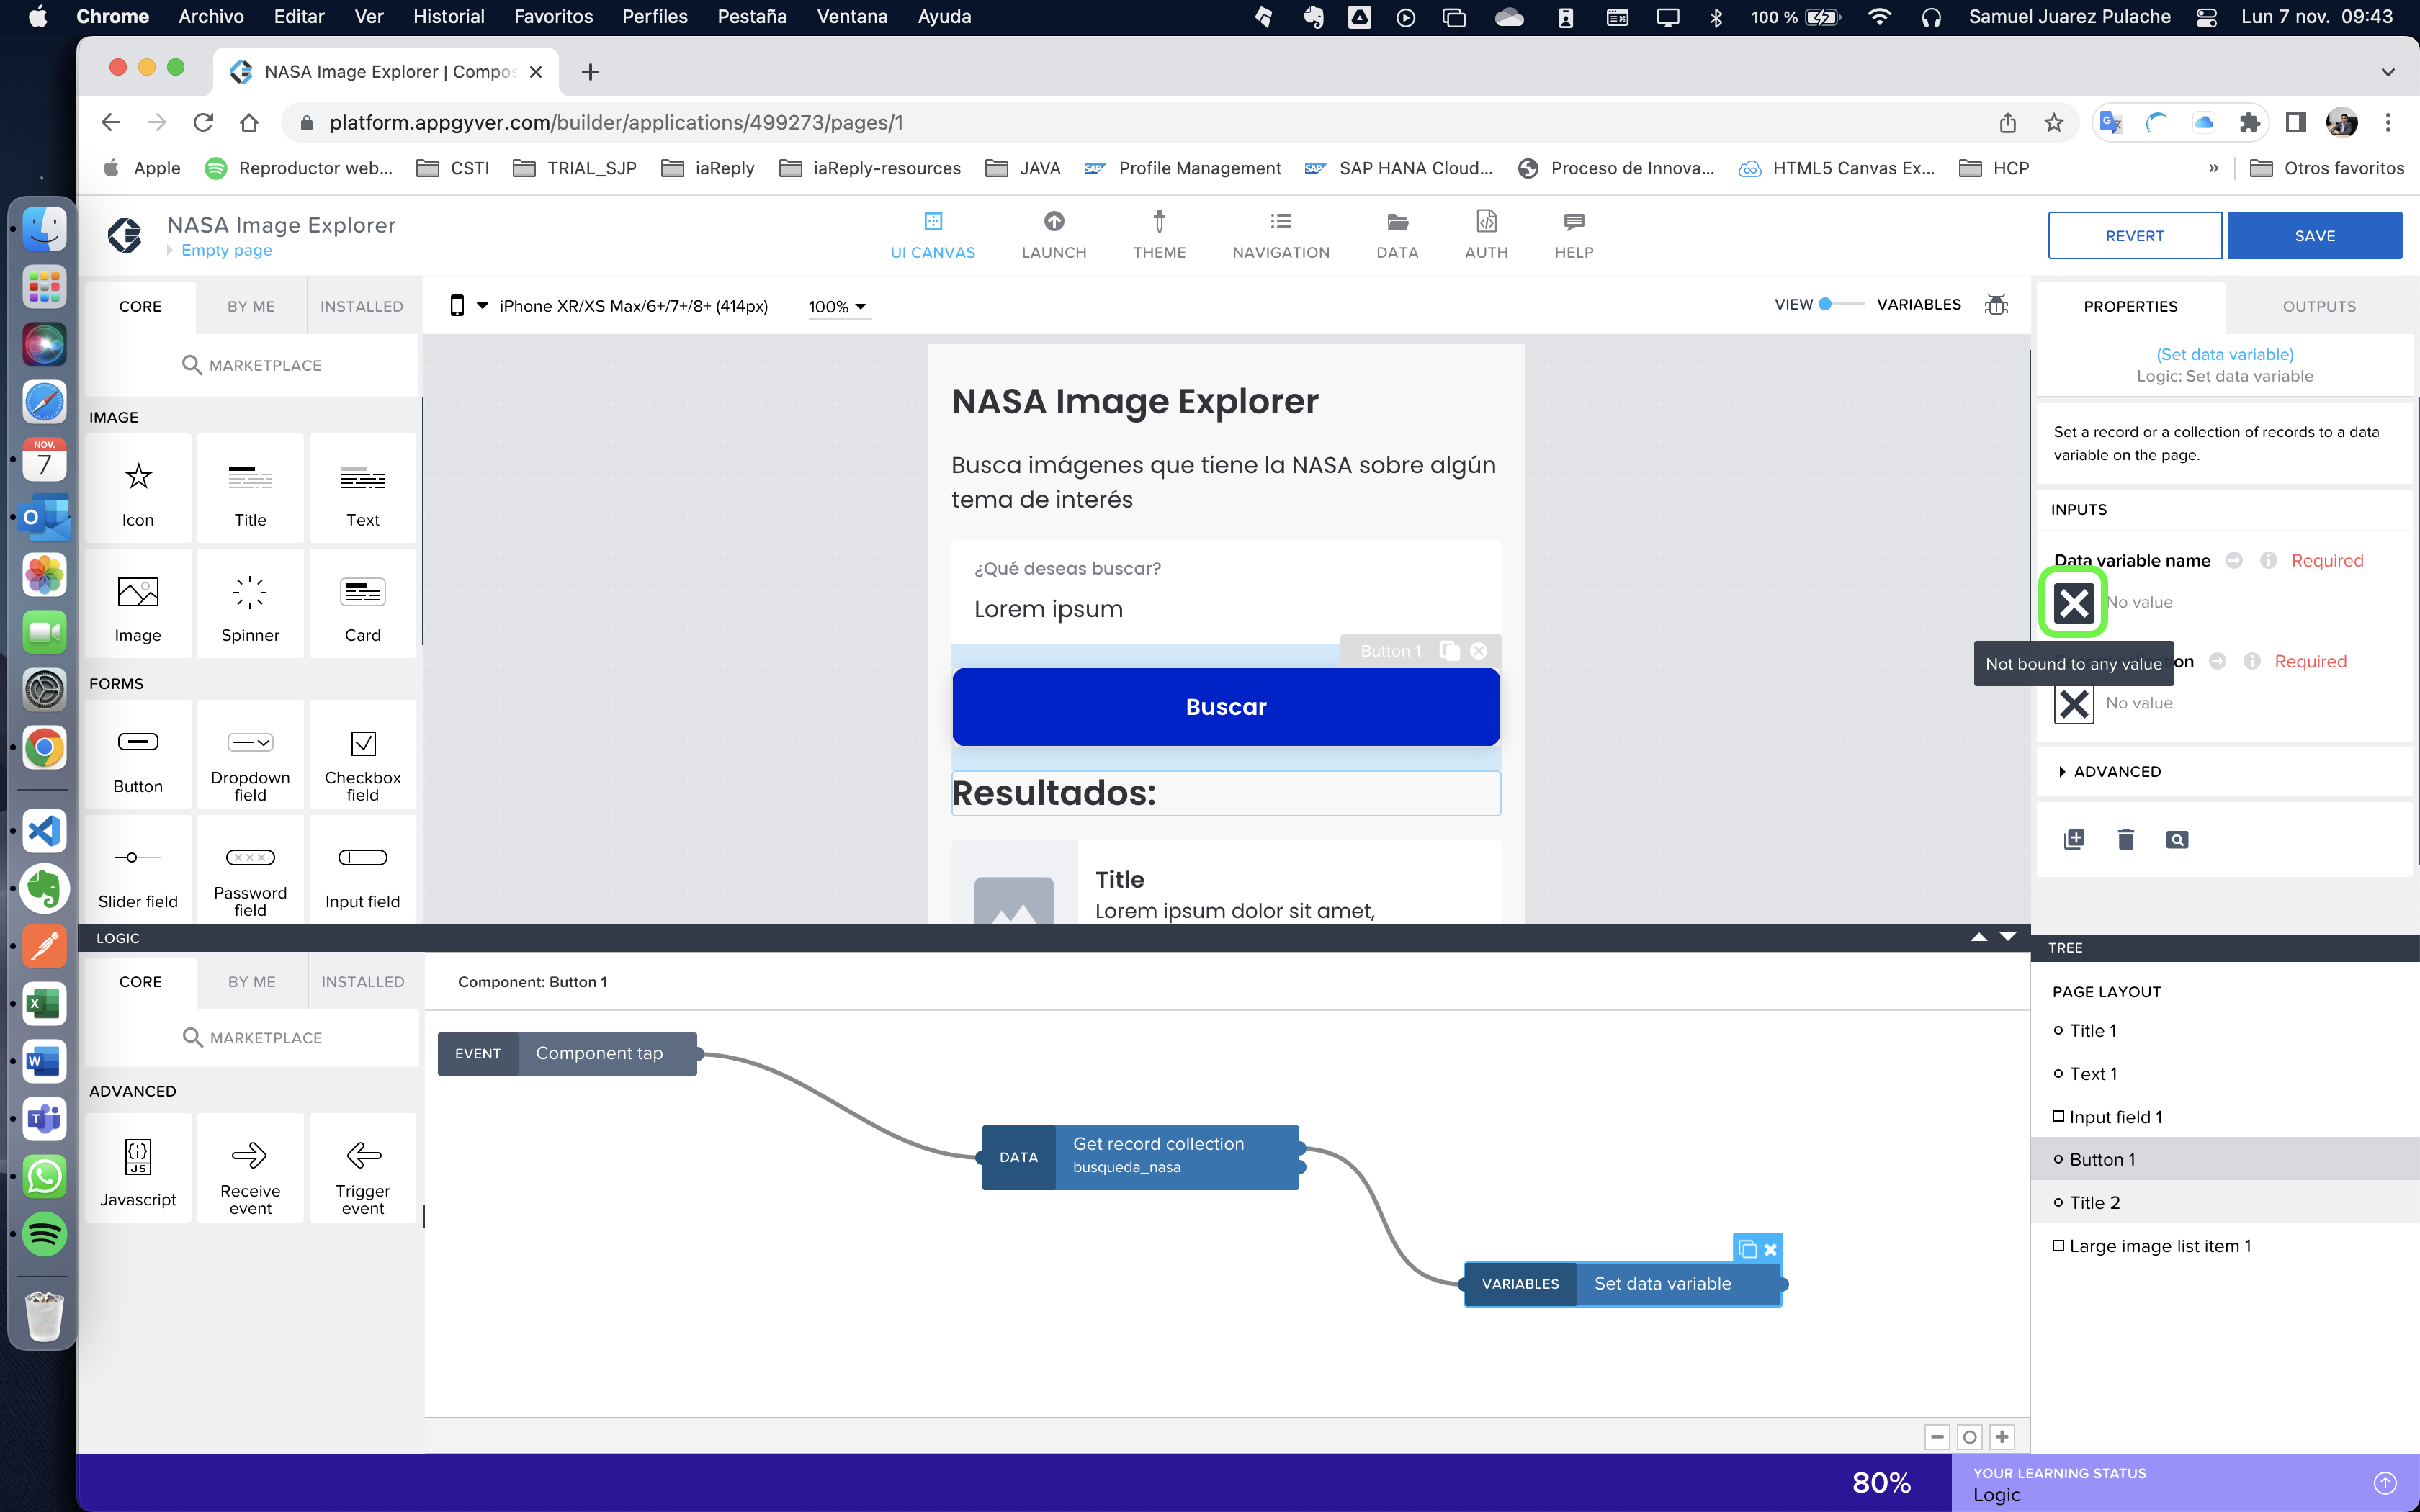 Chrome Archivo Editar Ver Historial Favoritos Perfiles Pestaña Ventana Ayuda
100 % Samuel Juarez Pulache Lun 7 nov. 09:43
NASA Image Explorer | Compos
platform.appgyver.com/builder/applications/499273/pages/1
Apple Reproductor web... CSTI TRIAL_SJP iaReply iaReply-resources JAVA SAP Profile Management SAP SAP HANA Cloud... Proceso de Innova... HTML5 Canvas Ex... HCP » Otros favoritos
NASA Image Explorer
Empty page
UI CANVAS LAUNCH THEME NAVIGATION DATA AUTH HELP
REVERT SAVE
CORE BY ME INSTALLED
iPhone XR/XS Max/6+/7+/8+ (414px) 100%
VIEW VARIABLES
PROPERTIES OUTPUTS
MARKETPLACE
IMAGE
Icon Title Text
Image Spinner Card
FORMS
Button Dropdown field Checkbox field
Slider field Password field Input field
NASA Image Explorer
Busca imágenes que tiene la NASA sobre algún
tema de interés
¿Qué deseas buscar?
Lorem ipsum
Button 1
Buscar
Resultados:
Title
Lorem ipsum dolor sit amet,
(Set data variable)
Logic: Set data variable
Set a record or a collection of records to a data
variable on the page.
INPUTS
Data variable name Required
No value
Not bound to any value
on Required
No value
ADVANCED
NOV.
7
LOGIC
CORE BY ME INSTALLED
MARKETPLACE
ADVANCED
Javascript Receive event Trigger event
JS
Component: Button 1
EVENT Component tap
DATA Get record collection
busqueda_nasa
VARIABLES Set data variable
TREE
PAGE LAYOUT
Title 1
Text 1
Input field 1
Button 1
Title 2
Large image list item 1
80%
YOUR LEARNING STATUS
Logic